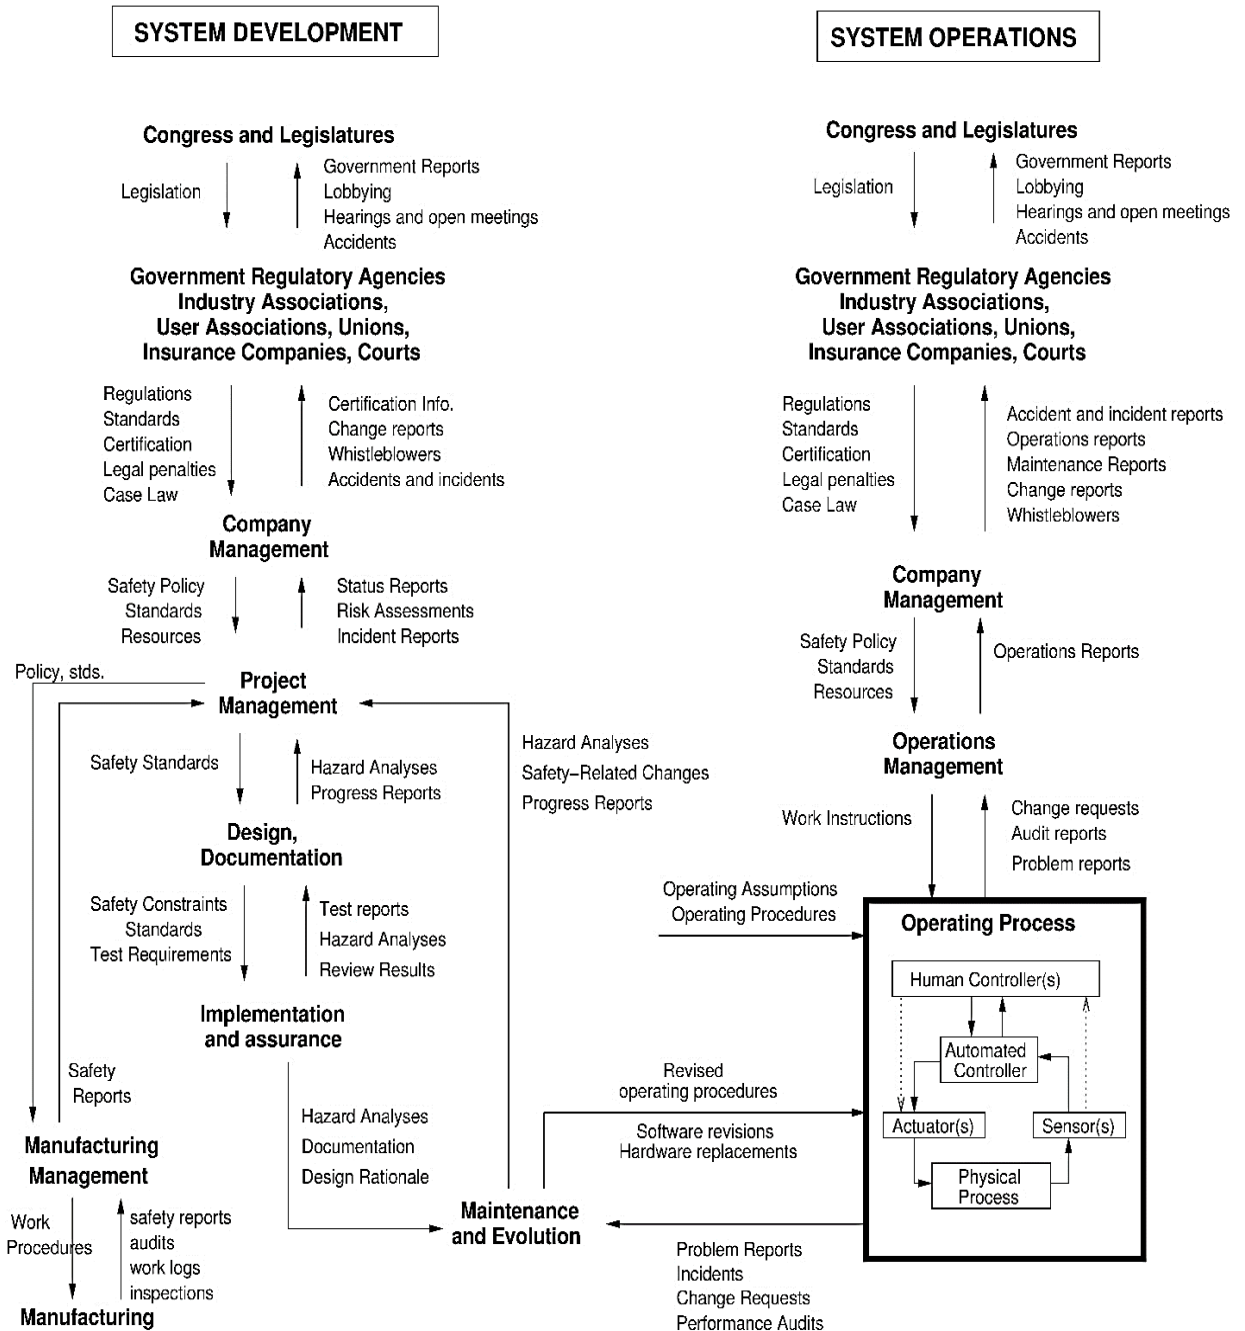 SYSTEM DEVELOPMENT
Congress and Legislatures
Legislation
Government Reports
Lobbying
Hearings and open meetings
Accidents
Government Regulatory Agencies
Industry Associations,
User Associations, Unions,
Insurance Companies, Courts
Regulations
Standards
Certification
Legal penalties
Case Law
Certification Info.
Change reports
Whistleblowers
Accidents and incidents
Company
Management
Safety Policy
Standards
Resources
Status Reports
Risk Assessments
Incident Reports
Policy, stds.
Project
Management
Safety Standards
Hazard Analyses
Progress Reports
Hazard Analyses
Safety-Related Changes
Progress Reports
Design,
Documentation
Safety Constraints
Standards
Test Requirements
Test reports
Hazard Analyses
Review Results
Implementation
and assurance
Safety
Reports
Hazard Analyses
Documentation
Design Rationale
Manufacturing
Management
Work
Procedures
safety reports
audits
work logs
inspections
Manufacturing
Maintenance
and Evolution
SYSTEM OPERATIONS
Congress and Legislatures
Legislation
Government Reports
Lobbying
Hearings and open meetings
Accidents
Government Regulatory Agencies
Industry Associations,
User Associations, Unions,
Insurance Companies, Courts
Regulations
Standards
Certification
Legal penalties
Case Law
Accident and incident reports
Operations reports
Maintenance Reports
Change reports
Whistleblowers
Company
Management
Safety Policy
Standards
Resources
Operations Reports
Operations
Management
Work Instructions
Change requests
Audit reports
Problem reports
Operating Assumptions
Operating Procedures
Operating Process
Human Controller(s)
Automated
Controller
Actuator(s)
Sensor(s)
Physical
Process
Revised
operating procedures
Software revisions
Hardware replacements
Problem Reports
Incidents
Change Requests
Performance Audits